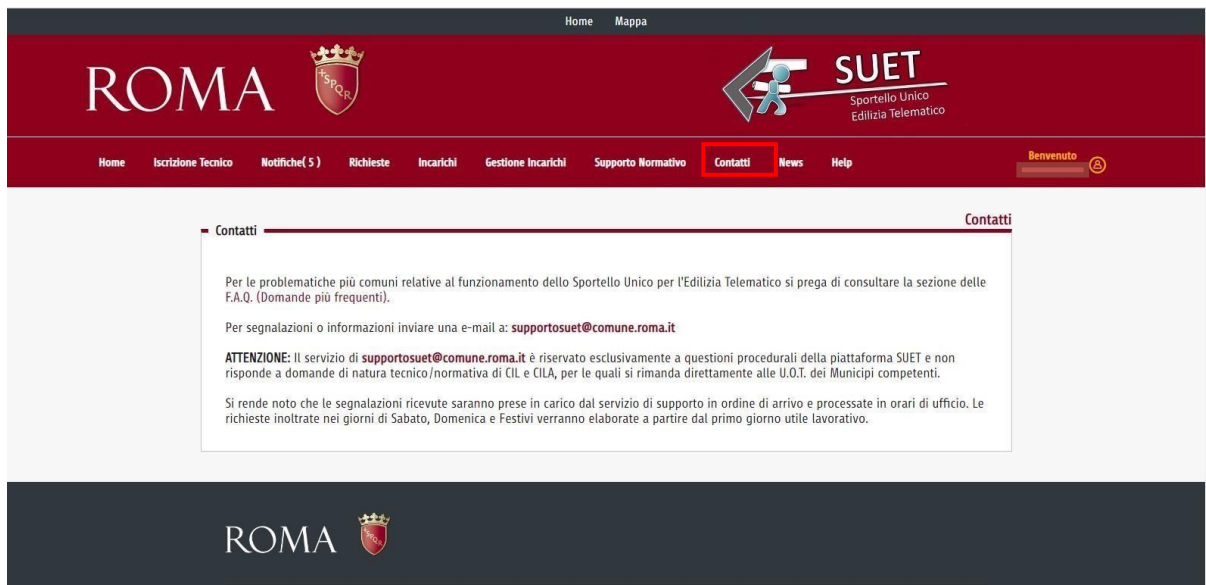 Home Mappa
ROMA
SPQR
SUET
Sportello Unico
Edilizia Telematico
Home Iscrizione Tecnico Notifiche( 5 ) Richieste Incarichi Gestione Incarichi Supporto Normativo Contatti News Help Benvenuto
Contatti
Contatti
Per le problematiche più comuni relative al funzionamento dello Sportello Unico per l'Edilizia Telematico si prega di consultare la sezione delle
F.A.Q. (Domande più frequenti).
Per segnalazioni o informazioni inviare una e-mail a: supportosuet@comune.roma.it
ATTENZIONE: Il servizio di supportosuet@comune.roma.it è riservato esclusivamente a questioni procedurali della piattaforma SUET e non
risponde a domande di natura tecnico/normativa di CIL e CILA, per le quali si rimanda direttamente alle U.O.T. dei Municipi competenti.
Si rende noto che le segnalazioni ricevute saranno prese in carico dal servizio di supporto in ordine di arrivo e processate in orari di ufficio. Le
richieste inoltrate nei giorni di Sabato, Domenica e Festivi verranno elaborate a partire dal primo giorno utile lavorativo.
ROMA
SPQR